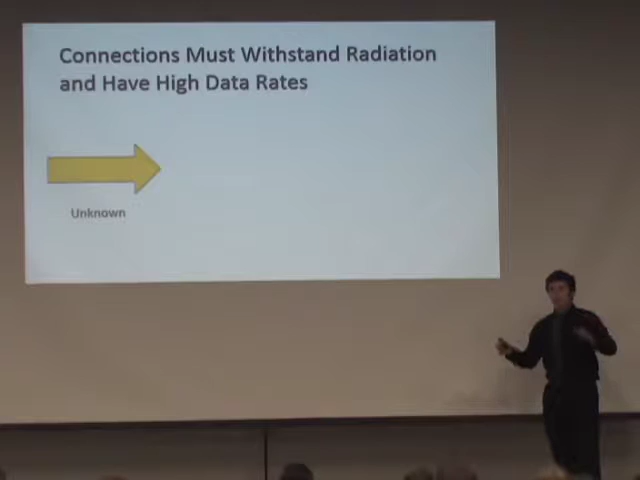 Connections Must Withstand Radiation
and Have High Data Rates
Unknown